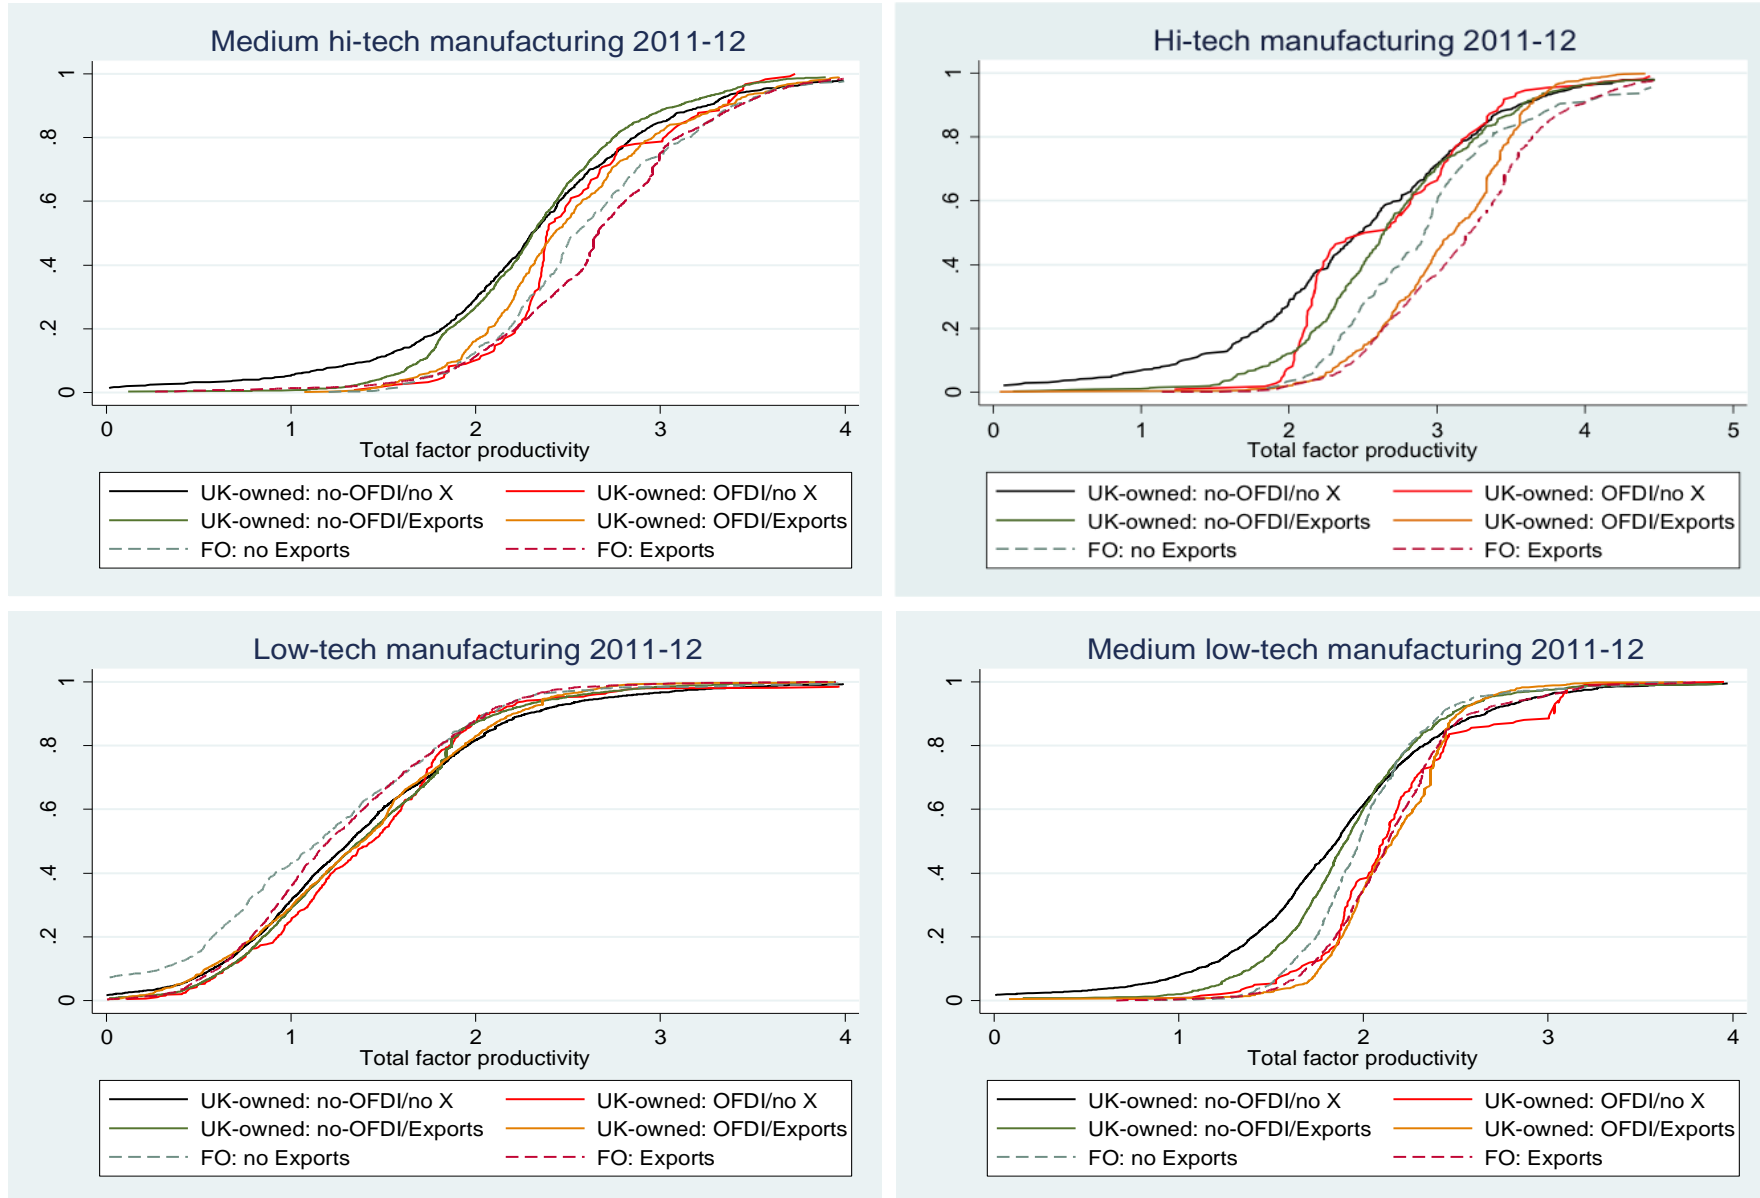 Medium hi-tech manufacturing 2011-12
1
.8
.6
.4
.2
0
0 1 2 3 4
Total factor productivity
UK-owned: no-OFDI/no X UK-owned: OFDI/no X
UK-owned: no-OFDI/Exports UK-owned: OFDI/Exports
FO: no Exports FO: Exports
Hi-tech manufacturing 2011-12
1
.8
.6
.4
.2
0
0 1 2 3 4 5
Total factor productivity
UK-owned: no-OFDI/no X UK-owned: OFDI/no X
UK-owned: no-OFDI/Exports UK-owned: OFDI/Exports
FO: no Exports FO: Exports
Low-tech manufacturing 2011-12
1
.8
.6
.4
.2
0
0 1 2 3 4
Total factor productivity
UK-owned: no-OFDI/no X UK-owned: OFDI/no X
UK-owned: no-OFDI/Exports UK-owned: OFDI/Exports
FO: no Exports FO: Exports
Medium low-tech manufacturing 2011-12
1
.8
.6
.4
.2
0
0 1 2 3 4
Total factor productivity
UK-owned: no-OFDI/no X UK-owned: OFDI/no X
UK-owned: no-OFDI/Exports UK-owned: OFDI/Exports
FO: no Exports FO: Exports